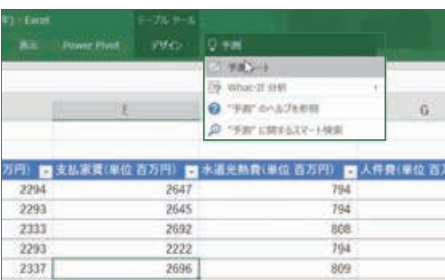 Excel
テーブル ツール
表示 Power Pivot デザイン 予測
予測シート
What-If 分析
"予測" のヘルプを参照
"予測" に関するスマート検索
E G
万円) 支払家賃(単位 百万円) 水道光熱費(単位 百万円) 人件費(単位 百
2294 2647 794
2293 2645 794
2333 2692 808
2293 2222 794
2337 2696 809